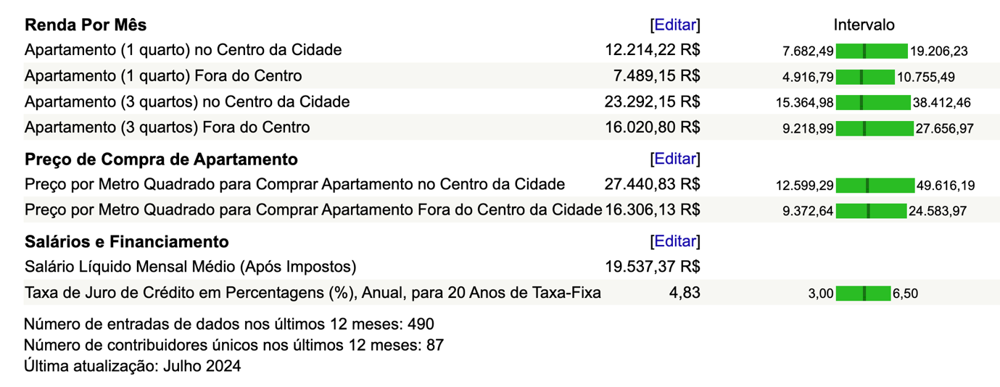 Renda Por Mês [Editar] Intervalo
Apartamento (1 quarto) no Centro da Cidade 12.214,22 R$ 7.682,49 19.206,23
Apartamento (1 quarto) Fora do Centro 7.489,15 R$ 4.916,79 10.755,49
Apartamento (3 quartos) no Centro da Cidade 23.292,15 R$ 15.364,98 38.412,46
Apartamento (3 quartos) Fora do Centro 16.020,80 R$ 9.218,99 27.656,97
Preço de Compra de Apartamento [Editar]
Preço por Metro Quadrado para Comprar Apartamento no Centro da Cidade 27.440,83 R$ 12.599,29 49.616,19
Preço por Metro Quadrado para Comprar Apartamento Fora do Centro da Cidade 16.306,13 R$ 9.372,64 24.583,97
Salários e Financiamento [Editar]
Salário Líquido Mensal Médio (Após Impostos) 19.537,37 R$
Taxa de Juro de Crédito em Percentagens (%), Anual, para 20 Anos de Taxa-Fixa 4,83 3,00 6,50
Número de entradas de dados nos últimos 12 meses: 490
Número de contribuidores únicos nos últimos 12 meses: 87
Última atualização: Julho 2024